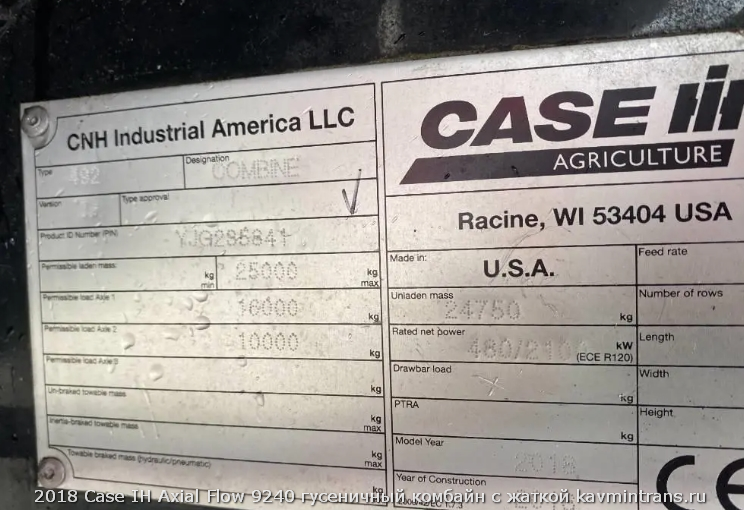 CNH Industrial America LLC
Type
492
Designation
COMBINE
Version
Type approval
Product ID Number (PIN)
YJG235841
Permissible laden mass
kg
min
25000
kg
max
Permissible load Axle 1
16000
kg
Permissible load Axle 2
10000
kg
Permissible load Axle 3
kg
Un-braked towable mass
kg
Inertia-braked towable mass
kg
max
Towable braked mass (hydraulic/pneumatic)
kg
max
kg
CASE IH
AGRICULTURE
Racine, WI 53404 USA
Made in:
U.S.A.
Unladen mass
24750
kg
Rated net power
kW
(ECE R120)
Drawbar load
kg
PTRA
kg
Model Year
2018
Year of Construction
Feed rate
Number of rows
Length
Width
Height
CE
2018 Case IH Axial Flow 9240 гусеничный комбайн с жаткой kavmintrans.ru